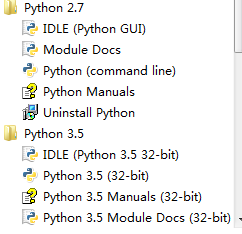 Python 2.7
IDLE (Python GUI)
Module Docs
Python (command line)
Python Manuals
Uninstall Python
Python 3.5
IDLE (Python 3.5 32-bit)
Python 3.5 (32-bit)
Python 3.5 Manuals (32-bit)
Python 3.5 Module Docs (32-bit)